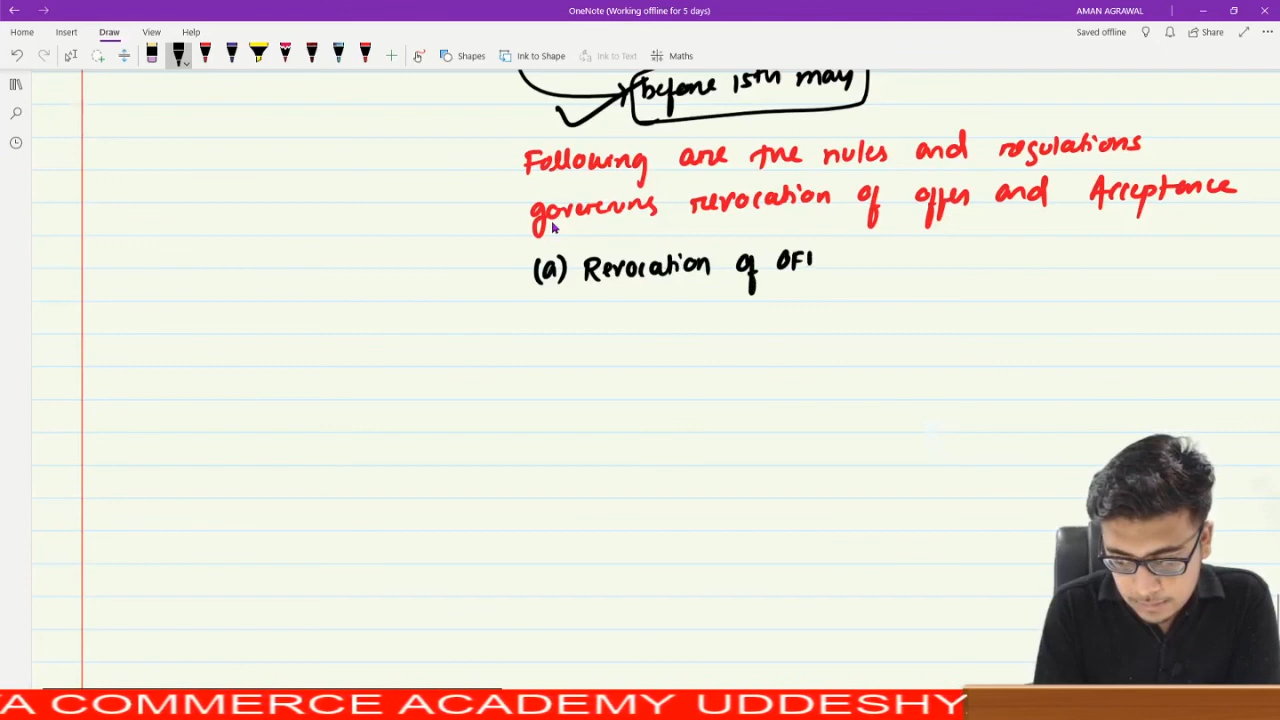 OneNote (Working offline for 5 days)
AMAN AGRAWAL
Home Insert Draw View Help
Saved offline Share
Shapes Ink to Shape Ink to Text Maths
before 15th may
Following are the rules and regulations
governing revocation of offer and Acceptance
(a) Revocation of OF
A COMMERCE ACADEMY UDDESHY